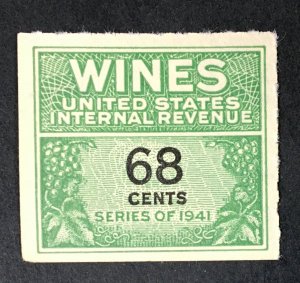 WINES
UNITED STATES
INTERNAL REVENUE
68
CENTS
SERIES OF 1941